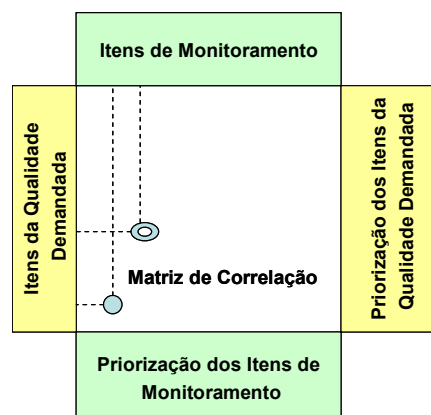 Itens de Monitoramento
Itens da Qualidade
Demandada
Priorização dos Itens da
Qualidade Demandada
Matriz de Correlação
Priorização dos Itens de
Monitoramento